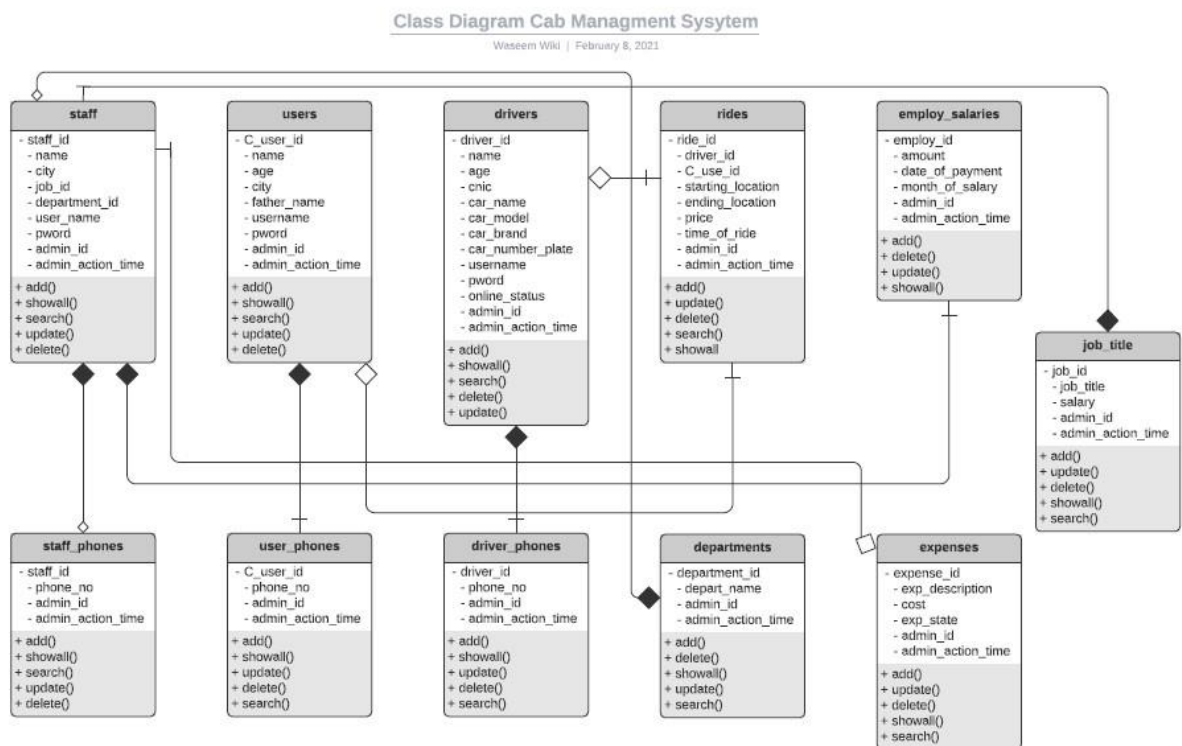 Class Diagram Cab Managment Sysytem
Waseem Wiki | February 8, 2021
staff
- staff_id
- name
- city
- job_id
- department_id
- user_name
- pword
- admin_id
- admin_action_time
+ add()
+ showall()
+ search()
+ update()
+ delete()
users
- C_user_id
- name
- age
- city
- father_name
- username
- pword
- admin_id
- admin_action_time
+ add()
+ showall()
+ search()
+ update()
+ delete()
drivers
- driver_id
- name
- age
- cnic
- car_name
- car_model
- car_brand
- car_number_plate
- username
- pword
- online_status
- admin_id
- admin_action_time
+ add()
+ showall()
+ search()
+ delete()
+ update()
rides
- ride_id
- driver_id
- C_use_id
- starting_location
- ending_location
- price
- time_of_ride
- admin_id
- admin_action_time
+ add()
+ update()
+ delete()
+ search()
+ showall
employ_salaries
- employ_id
- amount
- date_of_payment
- month_of_salary
- admin_id
- admin_action_time
+ add()
+ delete()
+ update()
+ showall()
job_title
- job_id
- job_title
- salary
- admin_id
- admin_action_time
+ add()
+ update()
+ delete()
+ showall()
+ search()
staff_phones
- staff_id
- phone_no
- admin_id
- admin_action_time
+ add()
+ showall()
+ search()
+ update()
+ delete()
user_phones
- C_user_id
- phone_no
- admin_id
- admin_action_time
+ add()
+ showall()
+ update()
+ delete()
+ search()
driver_phones
- driver_id
- phone_no
- admin_id
- admin_action_time
+ add()
+ showall()
+ update()
+ delete()
+ search()
departments
- department_id
- depart_name
- admin_id
- admin_action_time
+ add()
+ delete()
+ showall()
+ update()
+ search()
expenses
- expense_id
- exp_description
- cost
- exp_state
- admin_id
- admin_action_time
+ add()
+ update()
+ delete()
+ showall()
+ search()